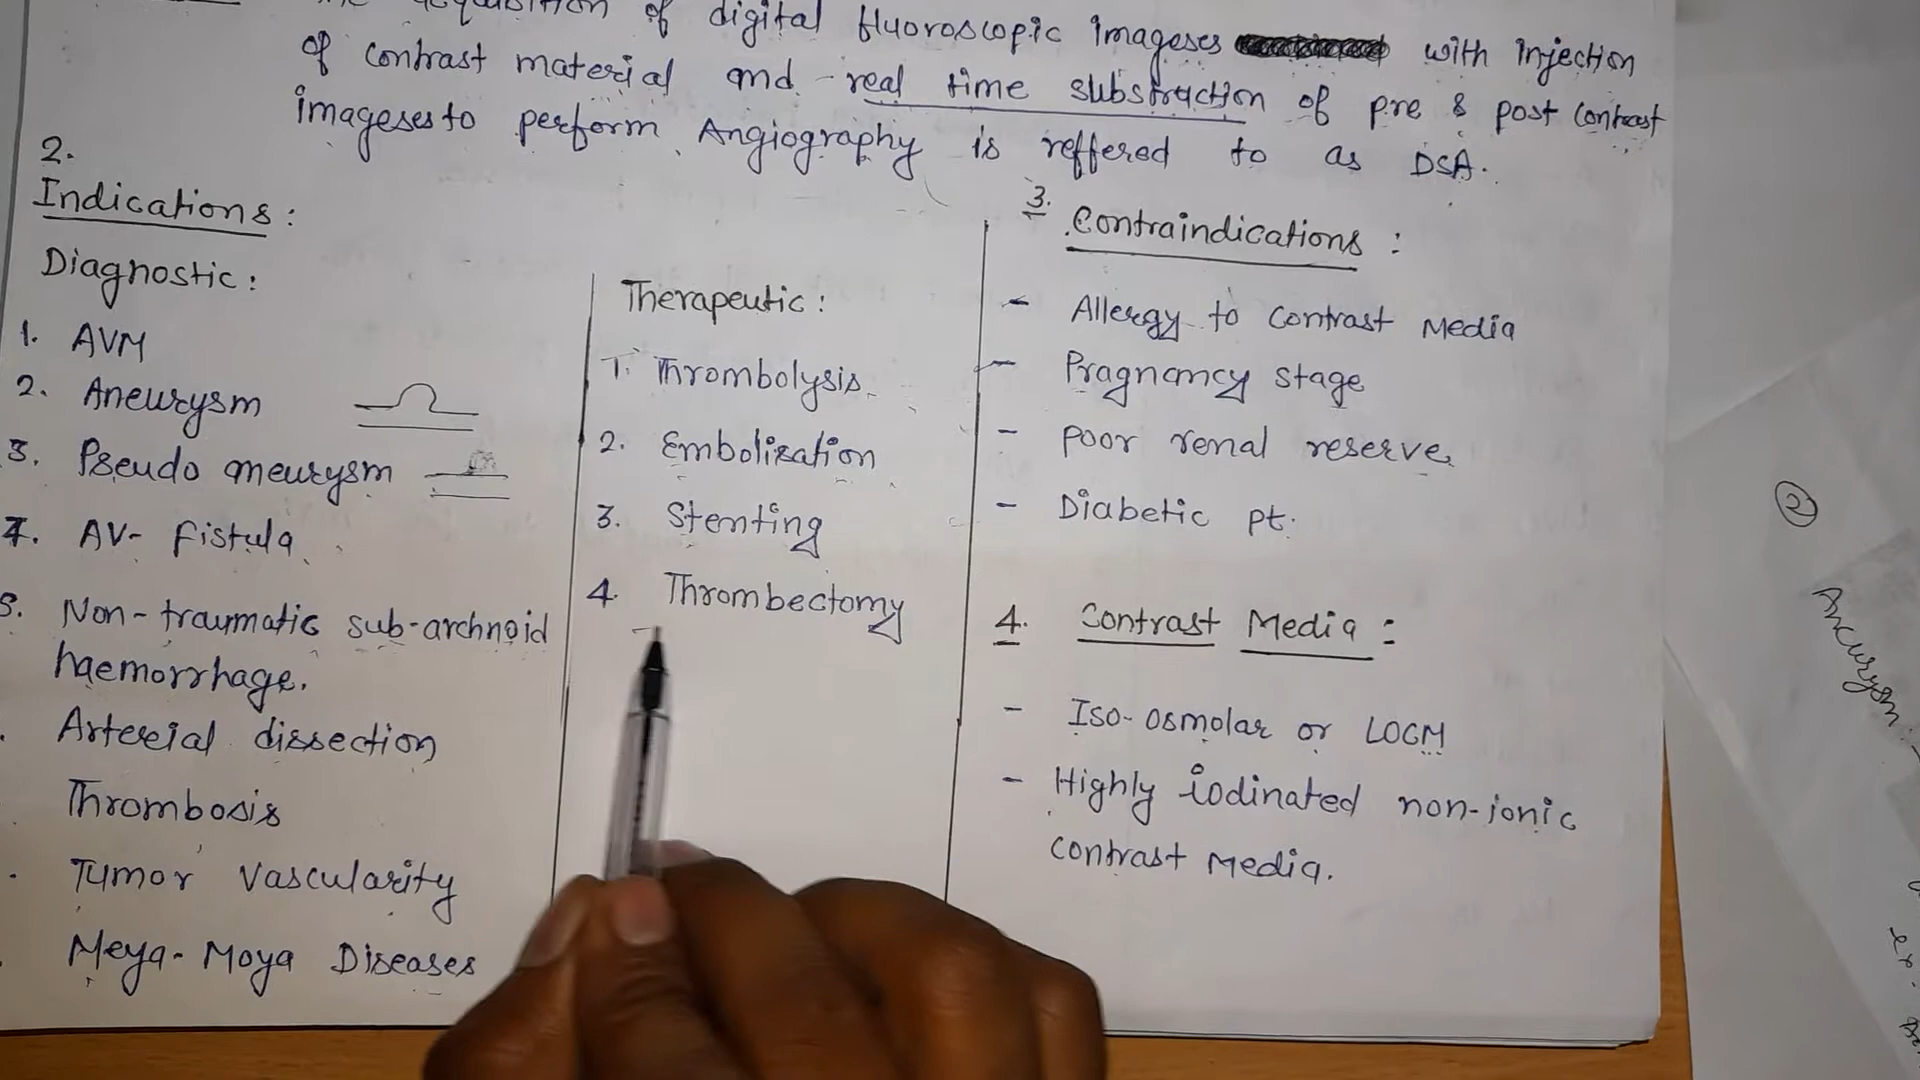 The acquisition of digital fluoroscopic imageses with injection
of contrast material and real time substraction of pre & post contrast
imageses to perform Angiography is reffered to as DSA.
2.
Indications:
Diagnostic:
1. AVM
2. Aneurysm
3. Pseudo aneurysm
4. AV- Fistula
5. Non-traumatic sub-archnoid
haemorrhage.
Arterial dissection
Thrombosis
Tumor vascularity
Meya-Moya Diseases
Therapeutic:
1. Thrombolysis
2. Embolization
3. Stenting
4. Thrombectomy
3. Contraindications:
- Allergy to contrast Media
- Pragnancy stage
- Poor renal reserve
- Diabetic pt.
4. Contrast Media:
- Iso-osmolar or LOCM
- Highly iodinated non-ionic
contrast Media.
2
Aneurysm